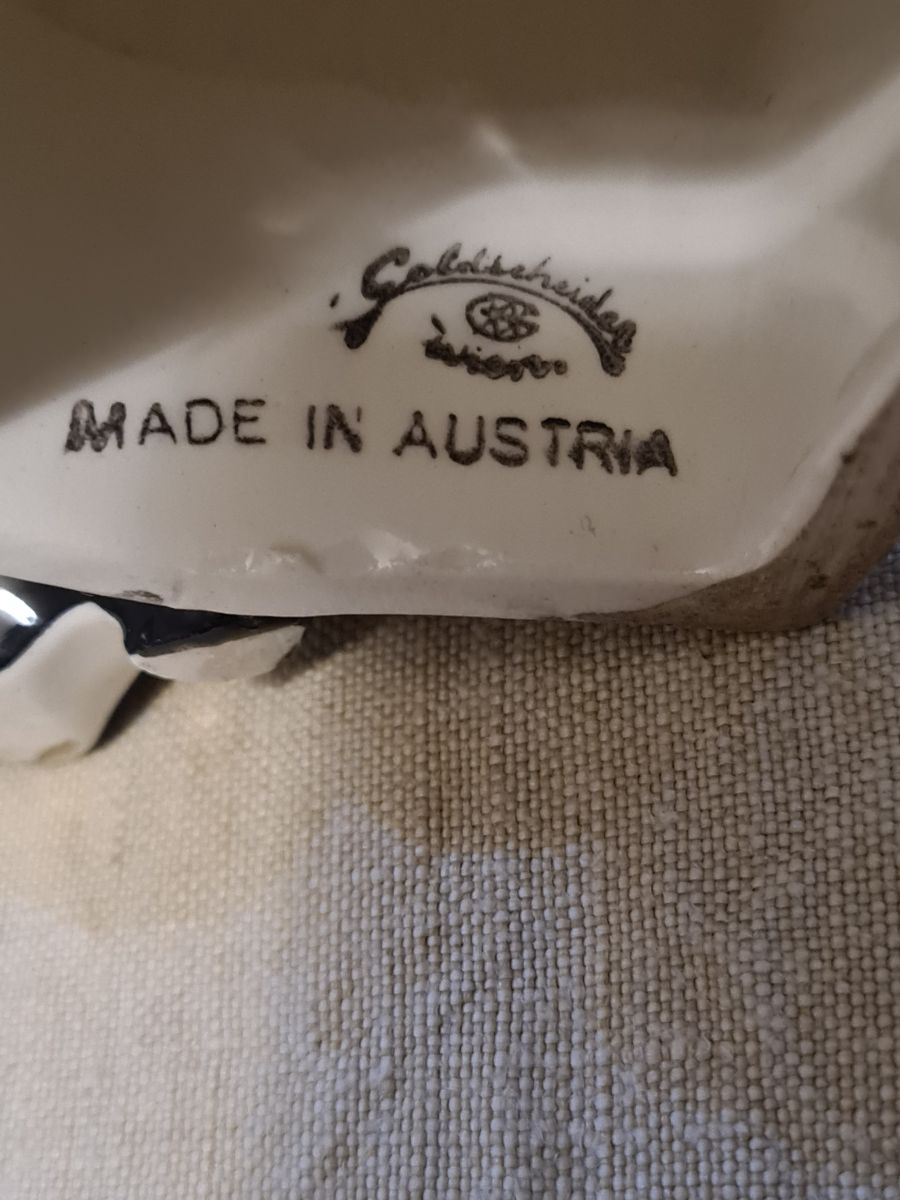 Goldscheider
Wien
MADE IN AUSTRIA